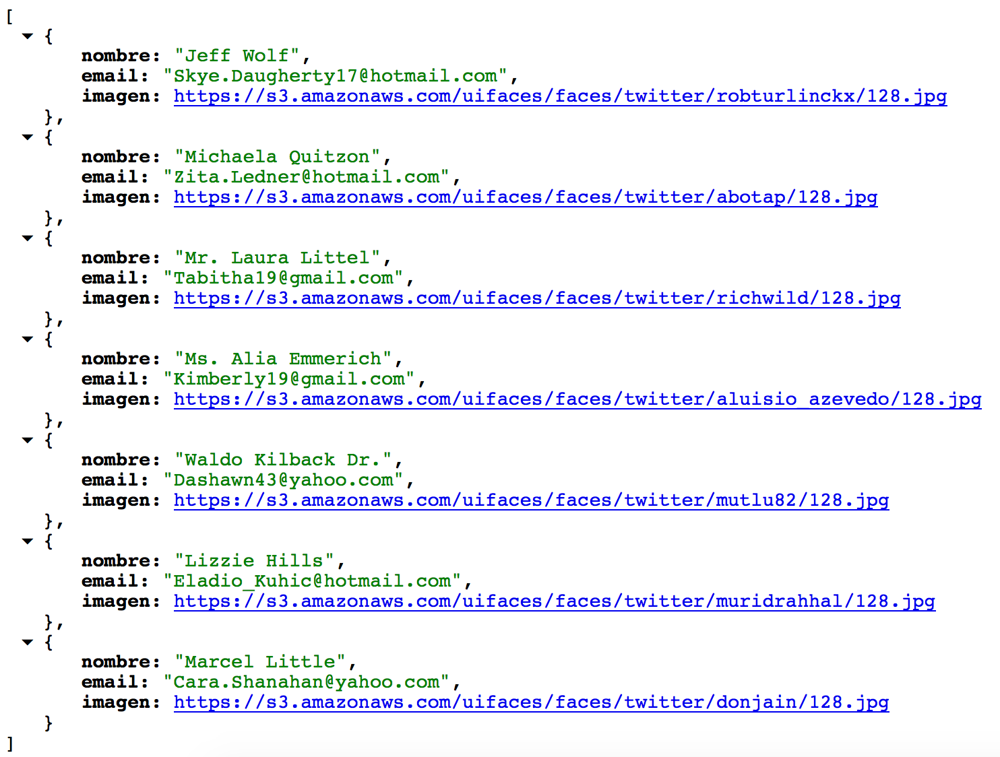 [
{
nombre: "Jeff Wolf",
email: "Skye.Daugherty17@hotmail.com",
imagen: https://s3.amazonaws.com/uifaces/faces/twitter/robturlinckx/128.jpg
},
{
nombre: "Michaela Quitzon",
email: "Zita.Ledner@hotmail.com",
imagen: https://s3.amazonaws.com/uifaces/faces/twitter/abotap/128.jpg
},
{
nombre: "Mr. Laura Littel",
email: "Tabitha19@gmail.com",
imagen: https://s3.amazonaws.com/uifaces/faces/twitter/richwild/128.jpg
},
{
nombre: "Ms. Alia Emmerich",
email: "Kimberly19@gmail.com",
imagen: https://s3.amazonaws.com/uifaces/faces/twitter/aluisio_azevedo/128.jpg
},
{
nombre: "Waldo Kilback Dr.",
email: "Dashawn43@yahoo.com",
imagen: https://s3.amazonaws.com/uifaces/faces/twitter/mutlu82/128.jpg
},
{
nombre: "Lizzie Hills",
email: "Eladio_Kuhic@hotmail.com",
imagen: https://s3.amazonaws.com/uifaces/faces/twitter/muridrahhal/128.jpg
},
{
nombre: "Marcel Little",
email: "Cara.Shanahan@yahoo.com",
imagen: https://s3.amazonaws.com/uifaces/faces/twitter/donjain/128.jpg
}
]